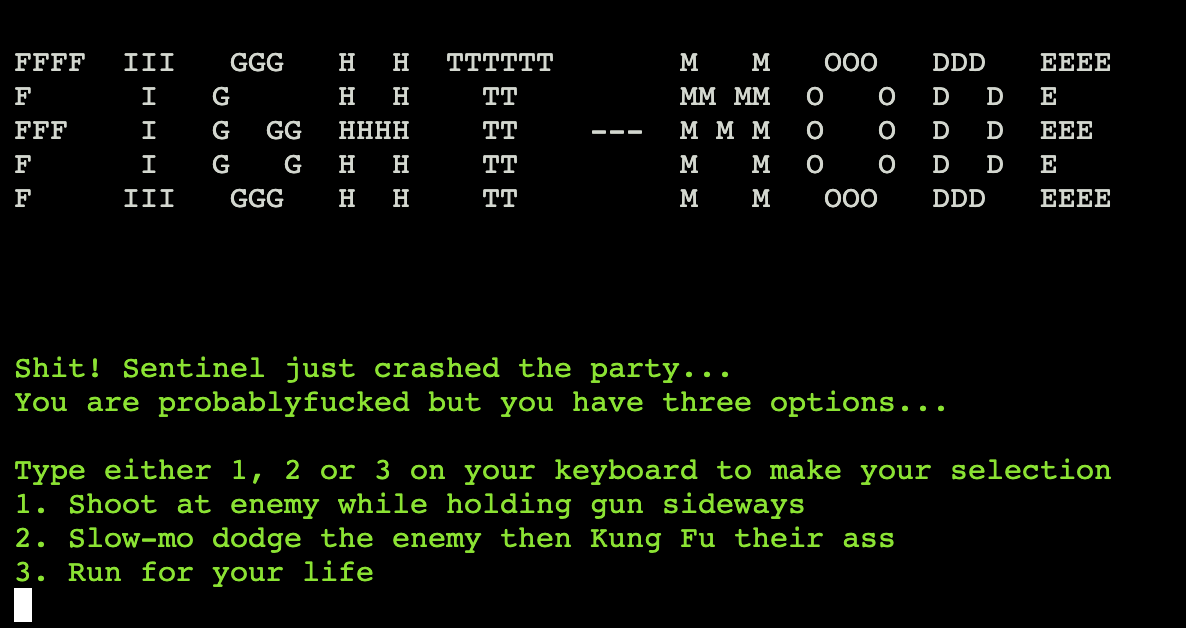 FFFF  III   GGG   H  H  TTTTTT       M   M   OOO   DDD   EEEE
F      I   G      H  H    TT         MM MM  O   O  D  D  E
FFF    I   G  GG  HHHH    TT    ---  M M M  O   O  D  D  EEE
F      I   G   G  H  H    TT         M   M  O   O  D  D  E
F     III   GGG   H  H    TT         M   M   OOO   DDD   EEEE
Shit! Sentinel just crashed the party...
You are probablyfucked but you have three options...
Type either 1, 2 or 3 on your keyboard to make your selection
1. Shoot at enemy while holding gun sideways
2. Slow-mo dodge the enemy then Kung Fu their ass
3. Run for your life